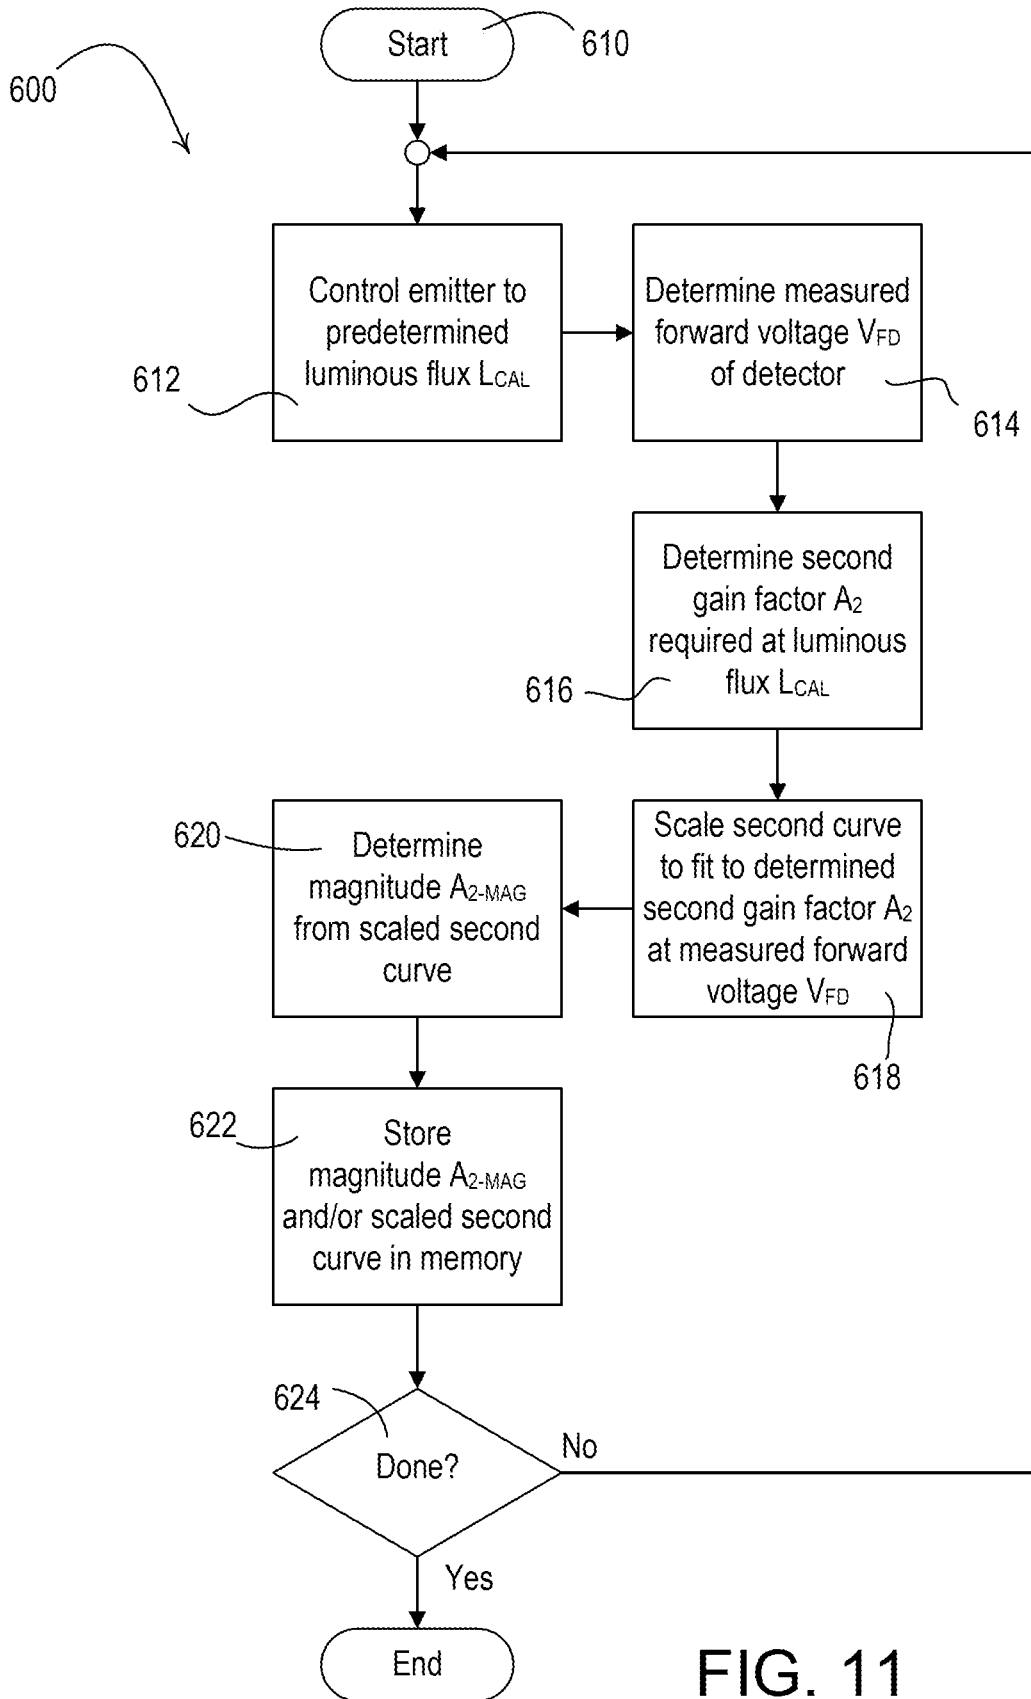 Start
610
600
Control emitter to
predetermined
luminous flux LCAL
612
Determine measured
forward voltage VFD
of detector
614
Determine second
gain factor A2
required at luminous
flux LCAL
616
Scale second curve
to fit to determined
second gain factor A2
at measured forward
voltage VFD
618
620
Determine
magnitude A2-MAG
from scaled second
curve
622
Store
magnitude A2-MAG
and/or scaled second
curve in memory
624
Done?
No
Yes
End
FIG. 11